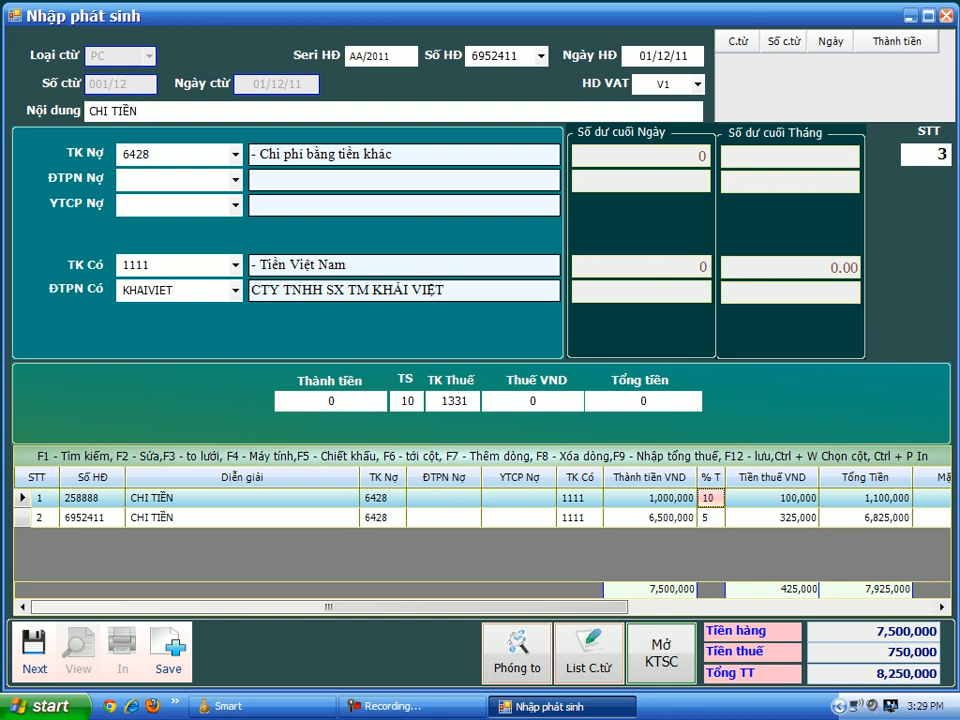 Nhập phát sinh
Loại ctừ PC Seri HĐ AA/2011 Số HĐ 6952411 Ngày HĐ 01/12/11
Số ctừ 001/12 Ngày ctừ 01/12/11 HD VAT V1
Nội dung CHI TIỀN
C.từ Số c.từ Ngày Thành tiền
STT
3
TK Nợ 6428 - Chi phí bằng tiền khác
ĐTPN Nợ
YTCP Nợ
TK Có 1111 - Tiền Việt Nam
ĐTPN Có KHAIVIET CTY TNHH SX TM KHẢI VIỆT
Số dư cuối Ngày Số dư cuối Tháng
0
0 0.00
Thành tiền TS TK Thuế Thuế VND Tổng tiền
0 10 1331 0 0
F1 - Tìm kiếm, F2 - Sửa,F3 - to lưới, F4 - Máy tính,F5 - Chiết khấu, F6 - tới cột, F7 - Thêm dòng, F8 - Xóa dòng,F9 - Nhập tổng thuế, F12 - lưu,Ctrl + W Chọn cột, Ctrl + P In
STT Số HĐ Diễn giải TK Nợ ĐTPN Nợ YTCP Nợ TK Có Thành tiền VND % T Tiền thuế VND Tổng Tiền Mã
1 258888 CHI TIỀN 6428 1111 1,000,000 10 100,000 1,100,000
2 6952411 CHI TIỀN 6428 1111 6,500,000 5 325,000 6,825,000
7,500,000 425,000 7,925,000
Next View In Save
Phóng to List C.từ Mở KTSC
Tiền hàng 7,500,000
Tiền thuế 750,000
Tổng TT 8,250,000
start Smart Recording... Nhập phát sinh 3:29 PM